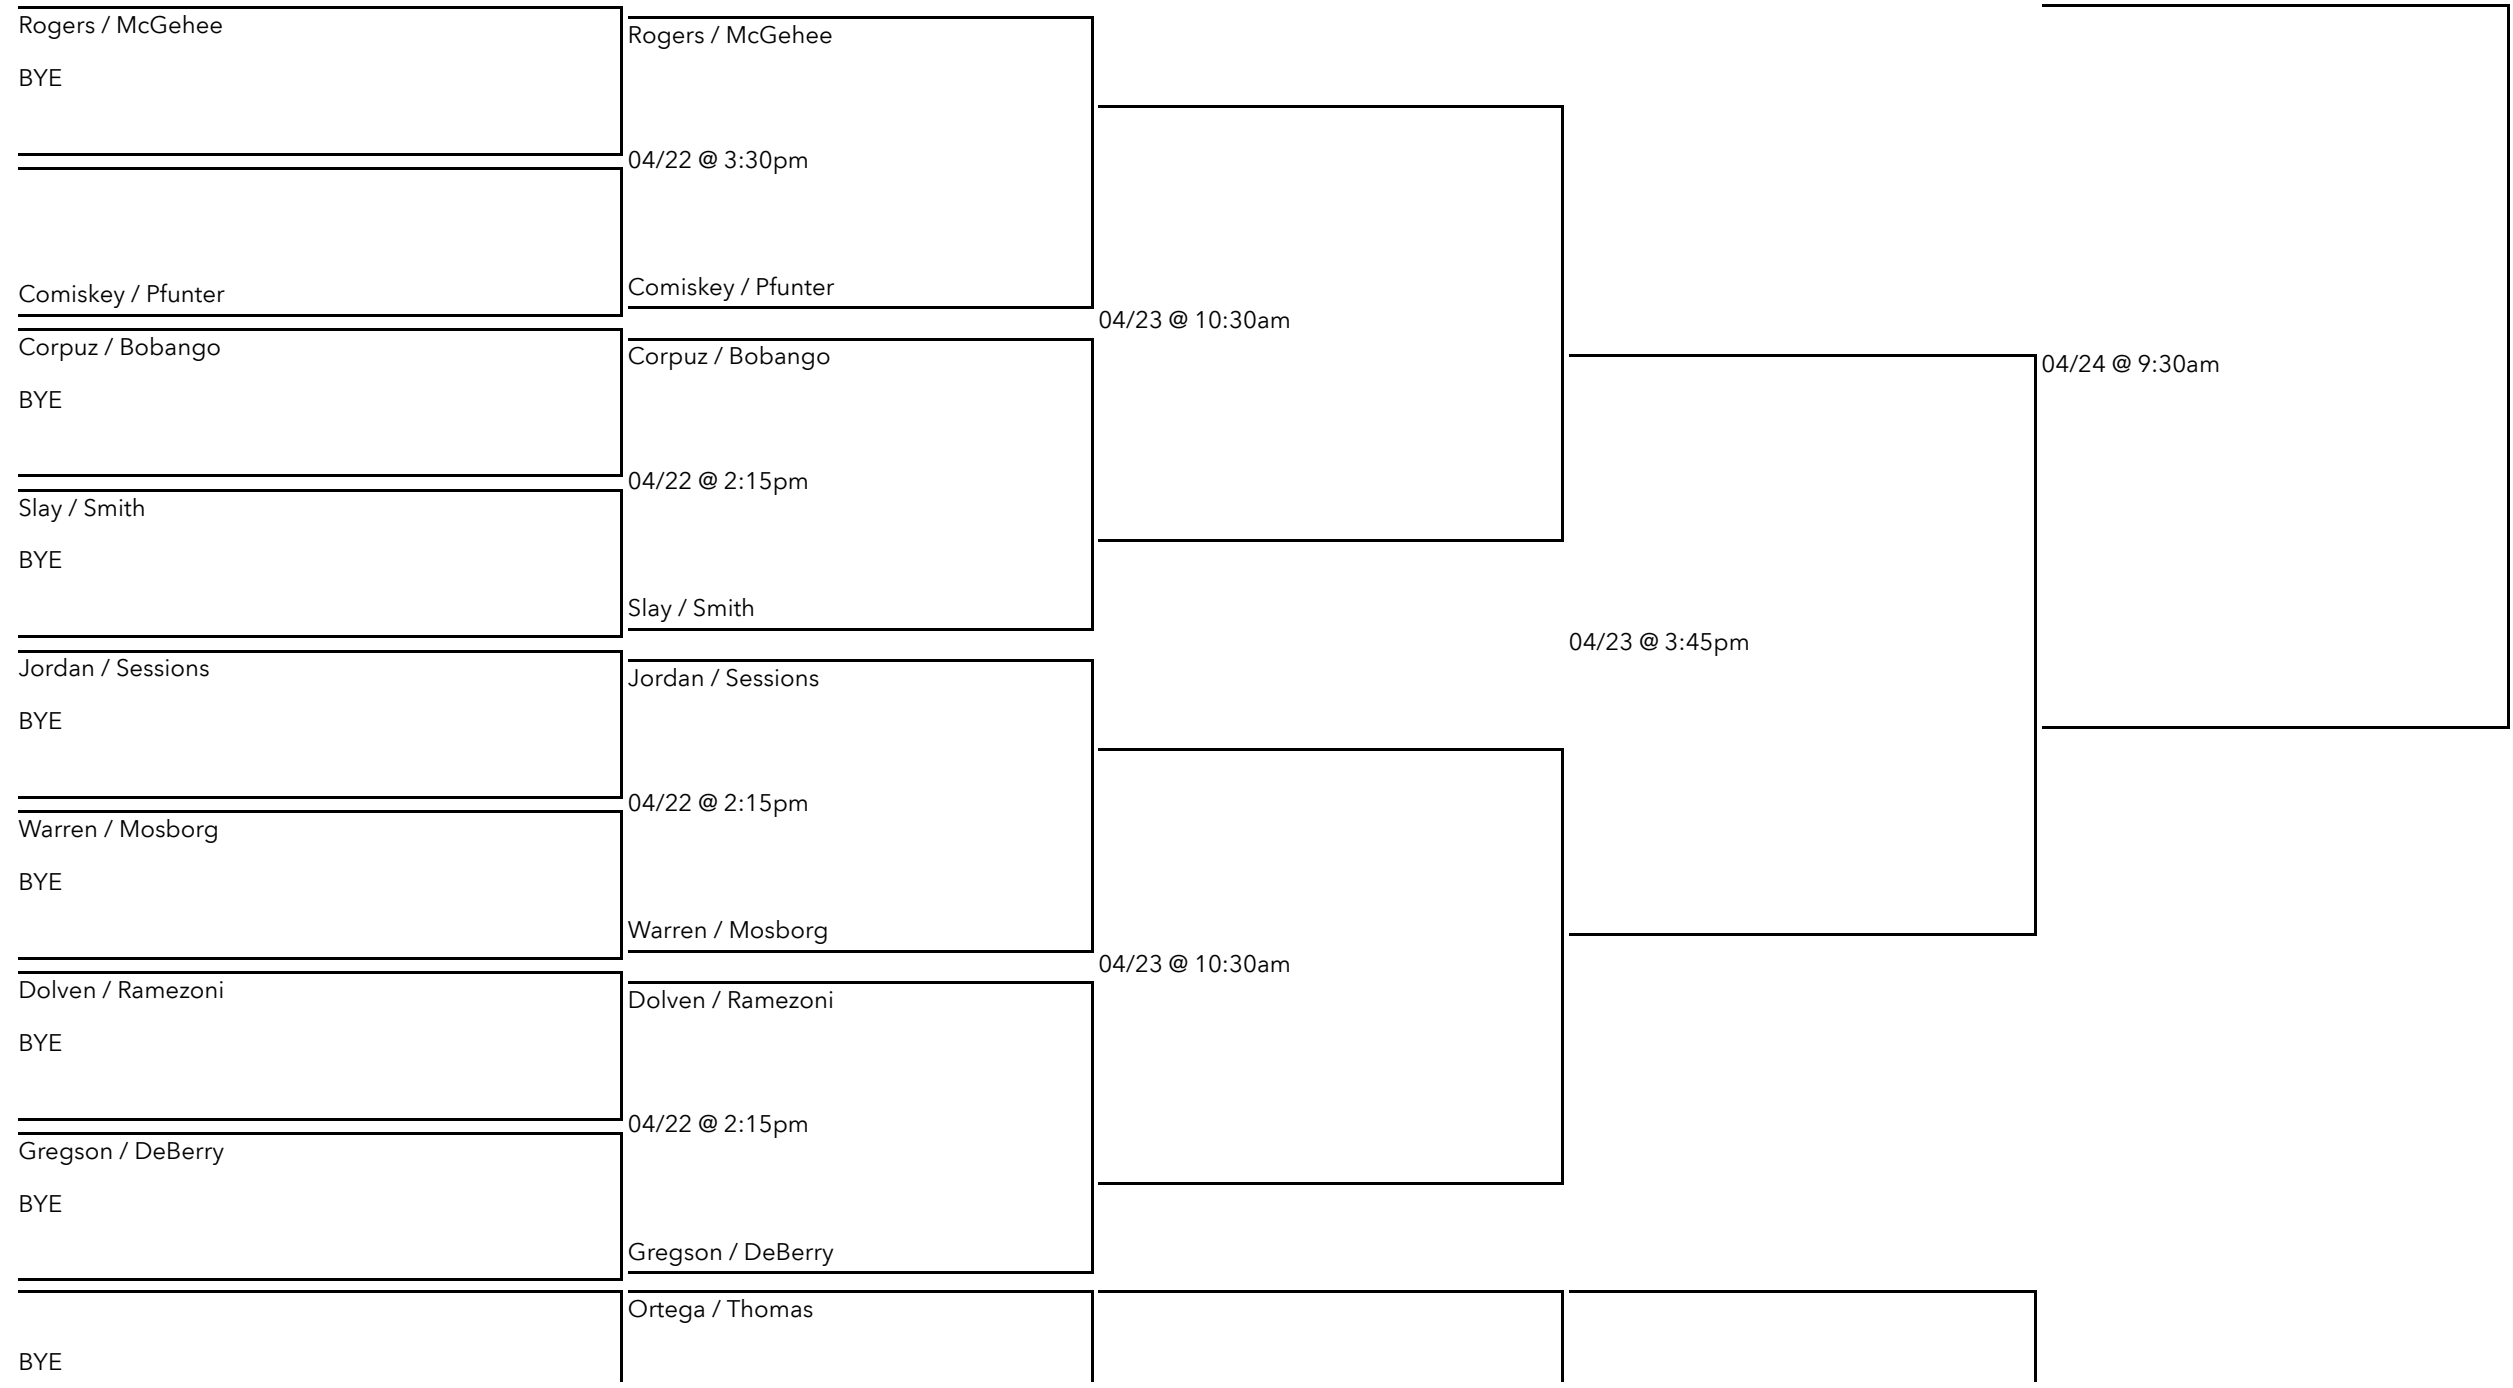 Rogers / McGehee
BYE
Comiskey / Pfunter
Corpuz / Bobango
BYE
Slay / Smith
BYE
Jordan / Sessions
BYE
Warren / Mosborg
BYE
Dolven / Ramezoni
BYE
Gregson / DeBerry
BYE
BYE
Rogers / McGehee
04/22 @ 3:30pm
Comiskey / Pfunter
Corpuz / Bobango
04/22 @ 2:15pm
Slay / Smith
Jordan / Sessions
04/22 @ 2:15pm
Warren / Mosborg
Dolven / Ramezoni
04/22 @ 2:15pm
Gregson / DeBerry
Ortega / Thomas
04/23 @ 10:30am
04/23 @ 10:30am
04/23 @ 3:45pm
04/24 @ 9:30am